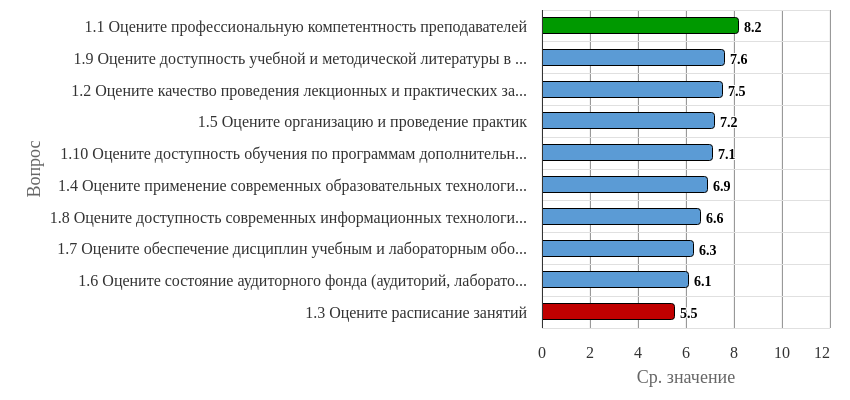 1.1 Оцените профессиональную компетентность преподавателей 8.2
1.9 Оцените доступность учебной и методической литературы в ... 7.6
1.2 Оцените качество проведения лекционных и практических за... 7.5
1.5 Оцените организацию и проведение практик 7.2
1.10 Оцените доступность обучения по программам дополнительн... 7.1
1.4 Оцените применение современных образовательных технологи... 6.9
1.8 Оцените доступность современных информационных технологи... 6.6
1.7 Оцените обеспечение дисциплин учебным и лабораторным обо... 6.3
1.6 Оцените состояние аудиторного фонда (аудиторий, лаборато... 6.1
1.3 Оцените расписание занятий 5.5
Вопрос
0 2 4 6 8 10 12
Ср. значение